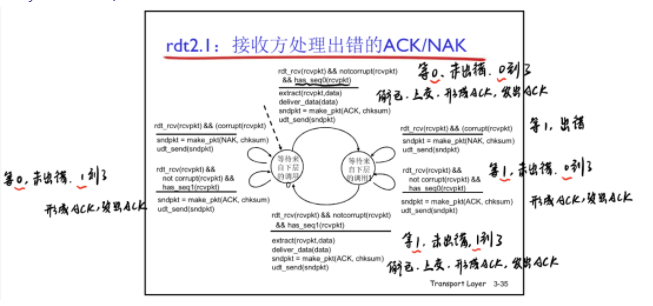 rdt2.1：接收方处理出错的ACK/NAK
rdt_rcv(rcvpkt) && notcorrupt(rcvpkt)
&& has_seq0(rcvpkt)
extract(rcvpkt,data)
deliver_data(data)
sndpkt = make_pkt(ACK, chksum)
udt_send(sndpkt)
等0，未出错，0到了
解包．上交．形成ACK，发出ACK
rdt_rcv(rcvpkt) && (corrupt(rcvpkt)
sndpkt = make_pkt(NAK, chksum)
udt_send(sndpkt)
rdt_rcv(rcvpkt) &&
not corrupt(rcvpkt) &&
has_seq1(rcvpkt)
sndpkt = make_pkt(ACK, chksum)
udt_send(sndpkt)
等0，未出错．1到了
形成ACK，发出ACK
等待来
自下层
的调用0
等待来
自下层
的调用1
rdt_rcv(rcvpkt) && (corrupt(rcvpkt)
sndpkt = make_pkt(NAK, chksum)
udt_send(sndpkt)
等1，出错
rdt_rcv(rcvpkt) &&
not corrupt(rcvpkt) &&
has_seq0(rcvpkt)
sndpkt = make_pkt(ACK, chksum)
udt_send(sndpkt)
等1，未出错．0到了
形成ACK，发出ACK
rdt_rcv(rcvpkt) && notcorrupt(rcvpkt)
&& has_seq1(rcvpkt)
extract(rcvpkt,data)
deliver_data(data)
sndpkt = make_pkt(ACK, chksum)
udt_send(sndpkt)
等1，未出错，1到了
解包．上交．形成ACK，发出ACK
Transport Layer 3-35